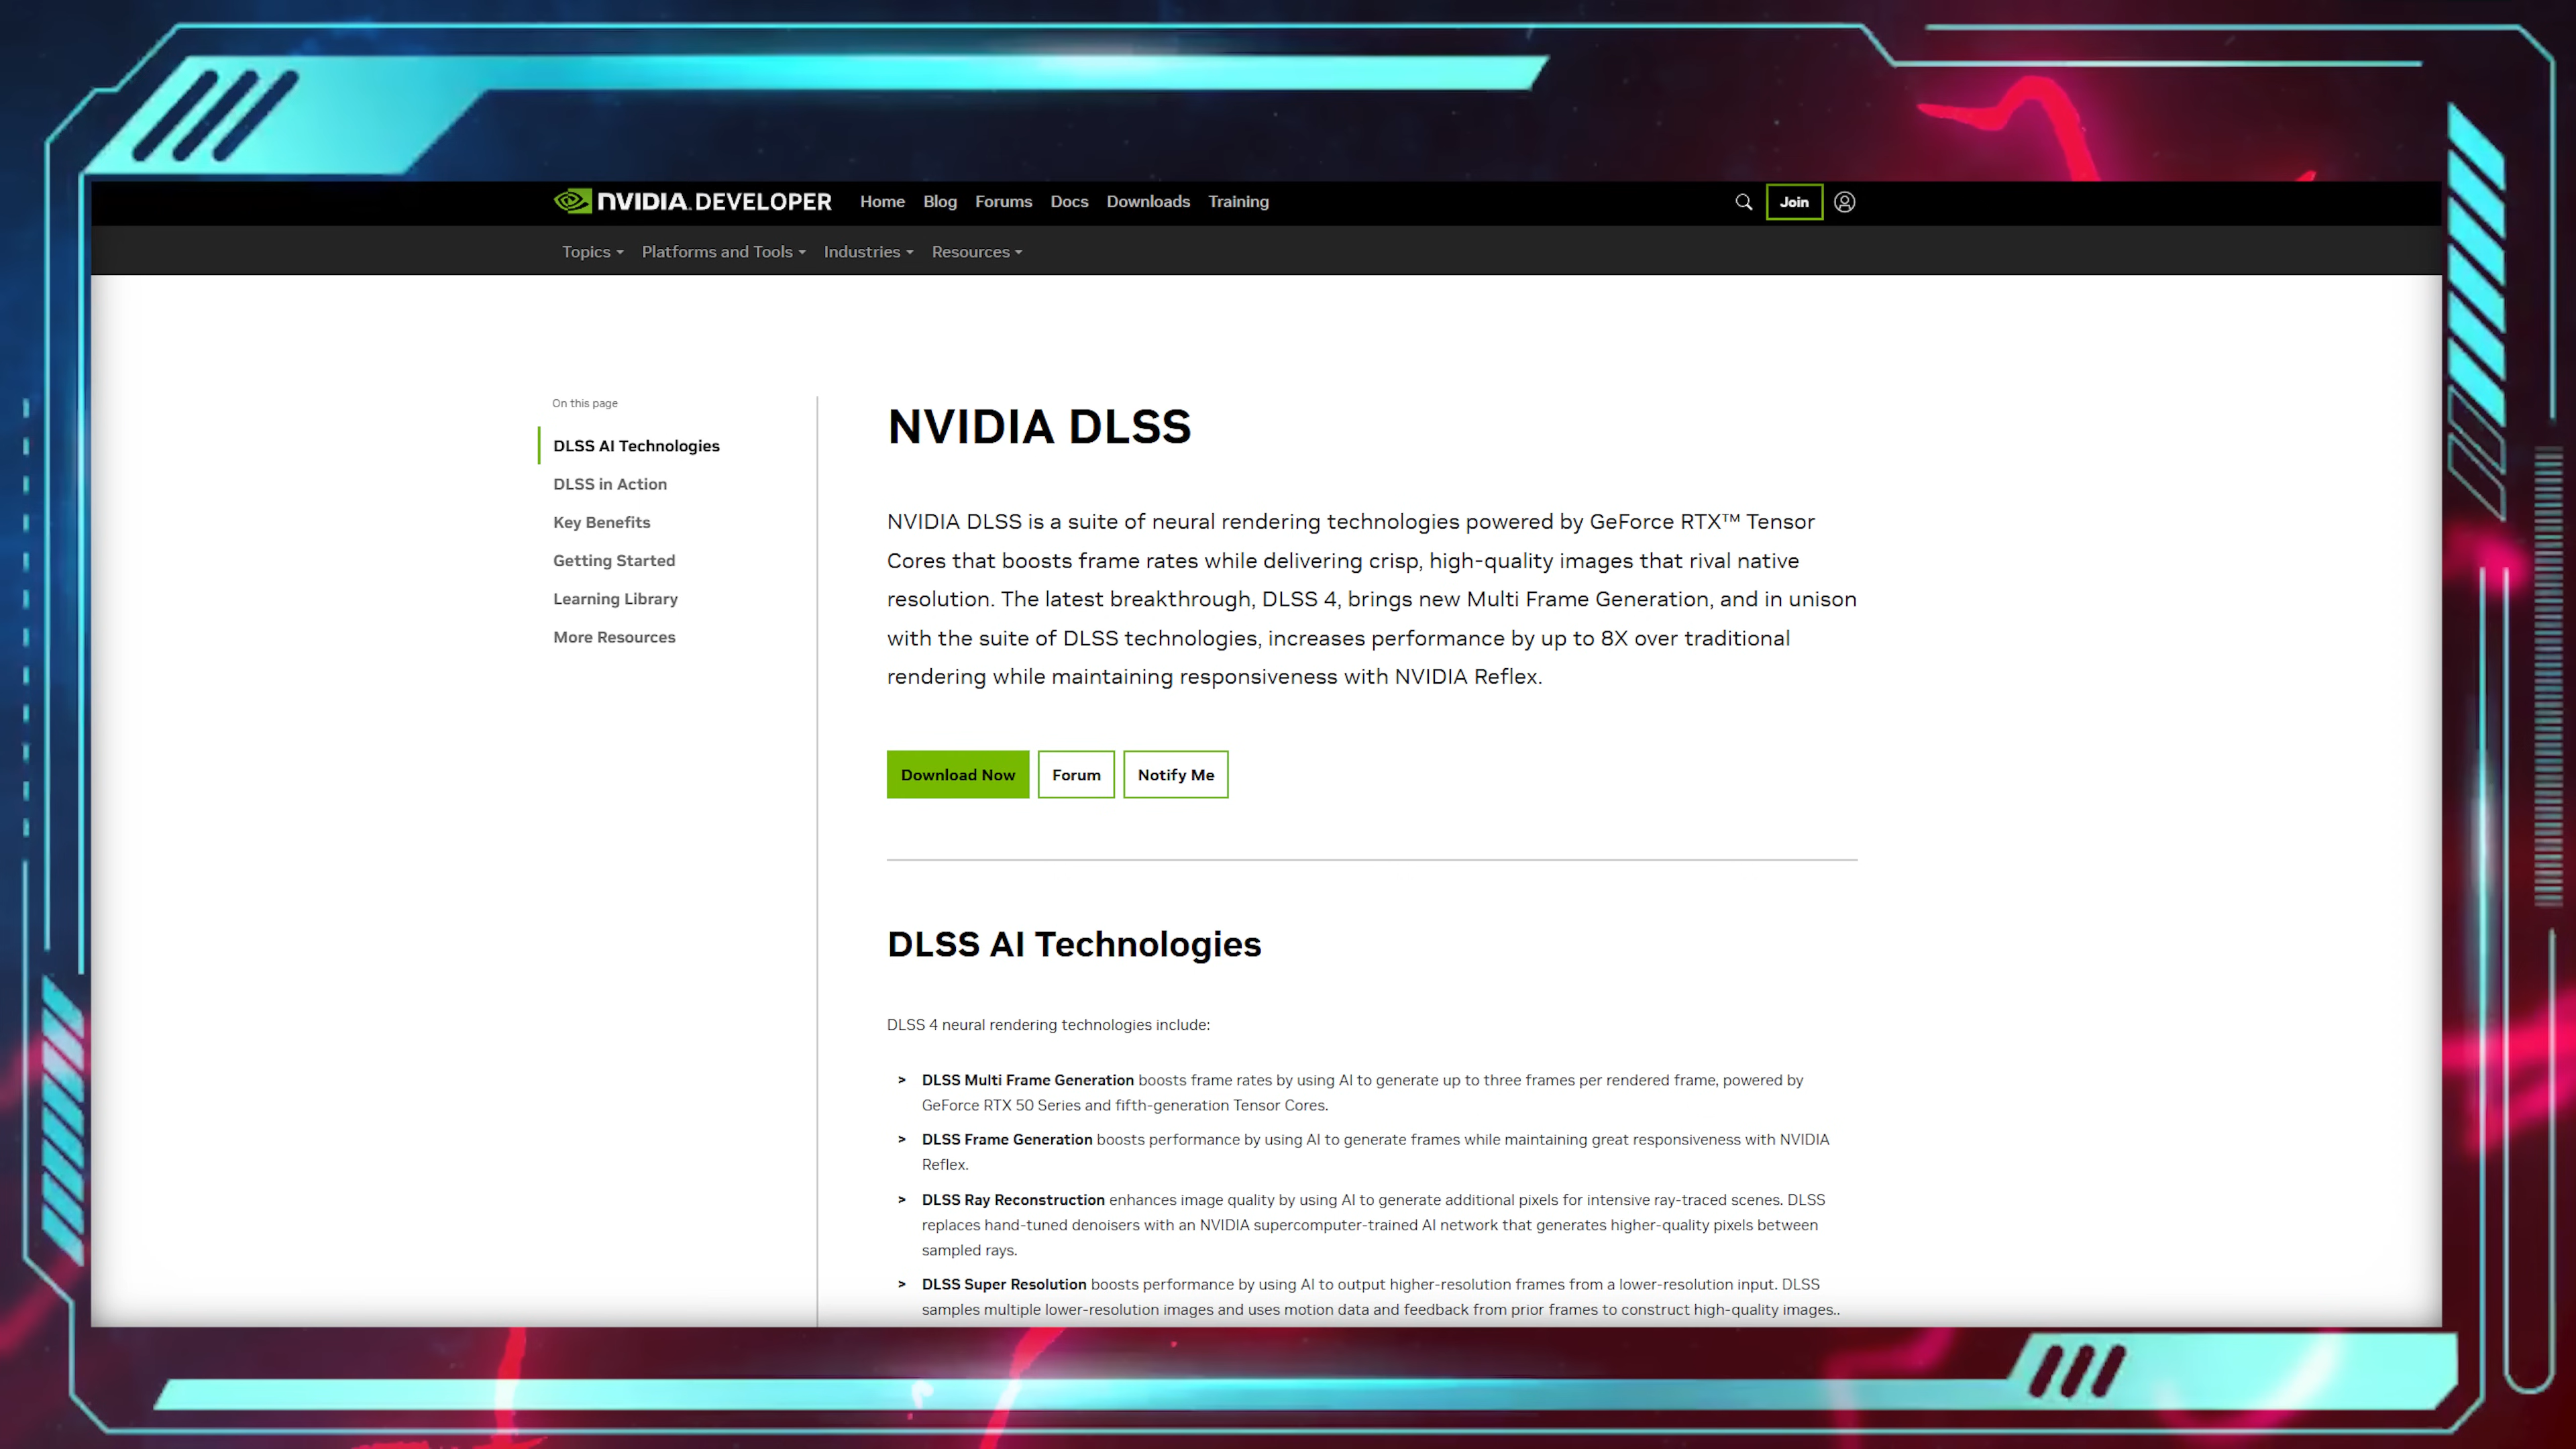 NVIDIA. DEVELOPER Home Blog Forums Docs Downloads Training Join
Topics Platforms and Tools Industries Resources
On this page
DLSS AI Technologies
DLSS in Action
Key Benefits
Getting Started
Learning Library
More Resources
NVIDIA DLSS
NVIDIA DLSS is a suite of neural rendering technologies powered by GeForce RTX™ Tensor
Cores that boosts frame rates while delivering crisp, high-quality images that rival native
resolution. The latest breakthrough, DLSS 4, brings new Multi Frame Generation, and in unison
with the suite of DLSS technologies, increases performance by up to 8X over traditional
rendering while maintaining responsiveness with NVIDIA Reflex.
Download Now Forum Notify Me
DLSS AI Technologies
DLSS 4 neural rendering technologies include:
> DLSS Multi Frame Generation boosts frame rates by using AI to generate up to three frames per rendered frame, powered by
GeForce RTX 50 Series and fifth-generation Tensor Cores.
> DLSS Frame Generation boosts performance by using AI to generate frames while maintaining great responsiveness with NVIDIA
Reflex.
> DLSS Ray Reconstruction enhances image quality by using AI to generate additional pixels for intensive ray-traced scenes. DLSS
replaces hand-tuned denoisers with an NVIDIA supercomputer-trained AI network that generates higher-quality pixels between
sampled rays.
> DLSS Super Resolution boosts performance by using AI to output higher-resolution frames from a lower-resolution input. DLSS
samples multiple lower-resolution images and uses motion data and feedback from prior frames to construct high-quality images..